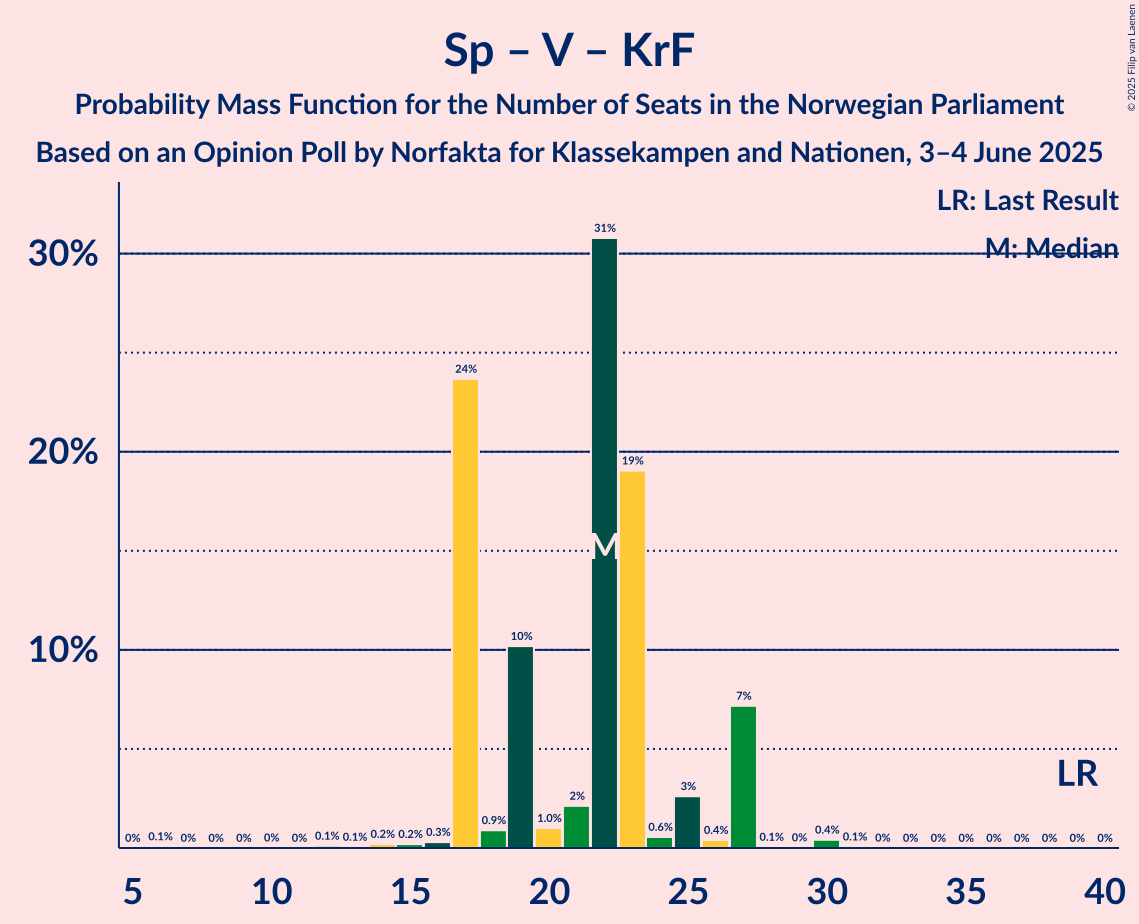 Sp – V – KrF
Probability Mass Function for the Number of Seats in the Norwegian Parliament
Based on an Opinion Poll by Norfakta for Klassekampen and Nationen, 3–4 June 2025
© 2025 Filip van Laenen
LR: Last Result
M: Median
30%
20%
10%
31%
24%
19%
M
10%
7%
LR
0% 0.1% 0% 0% 0% 0% 0% 0.1% 0.1% 0.2% 0.2% 0.3% 0.9% 1.0% 2% 0.6% 3% 0.4% 0.1% 0% 0.4% 0.1% 0% 0% 0% 0% 0% 0% 0% 0% 0%
5 10 15 20 25 30 35 40